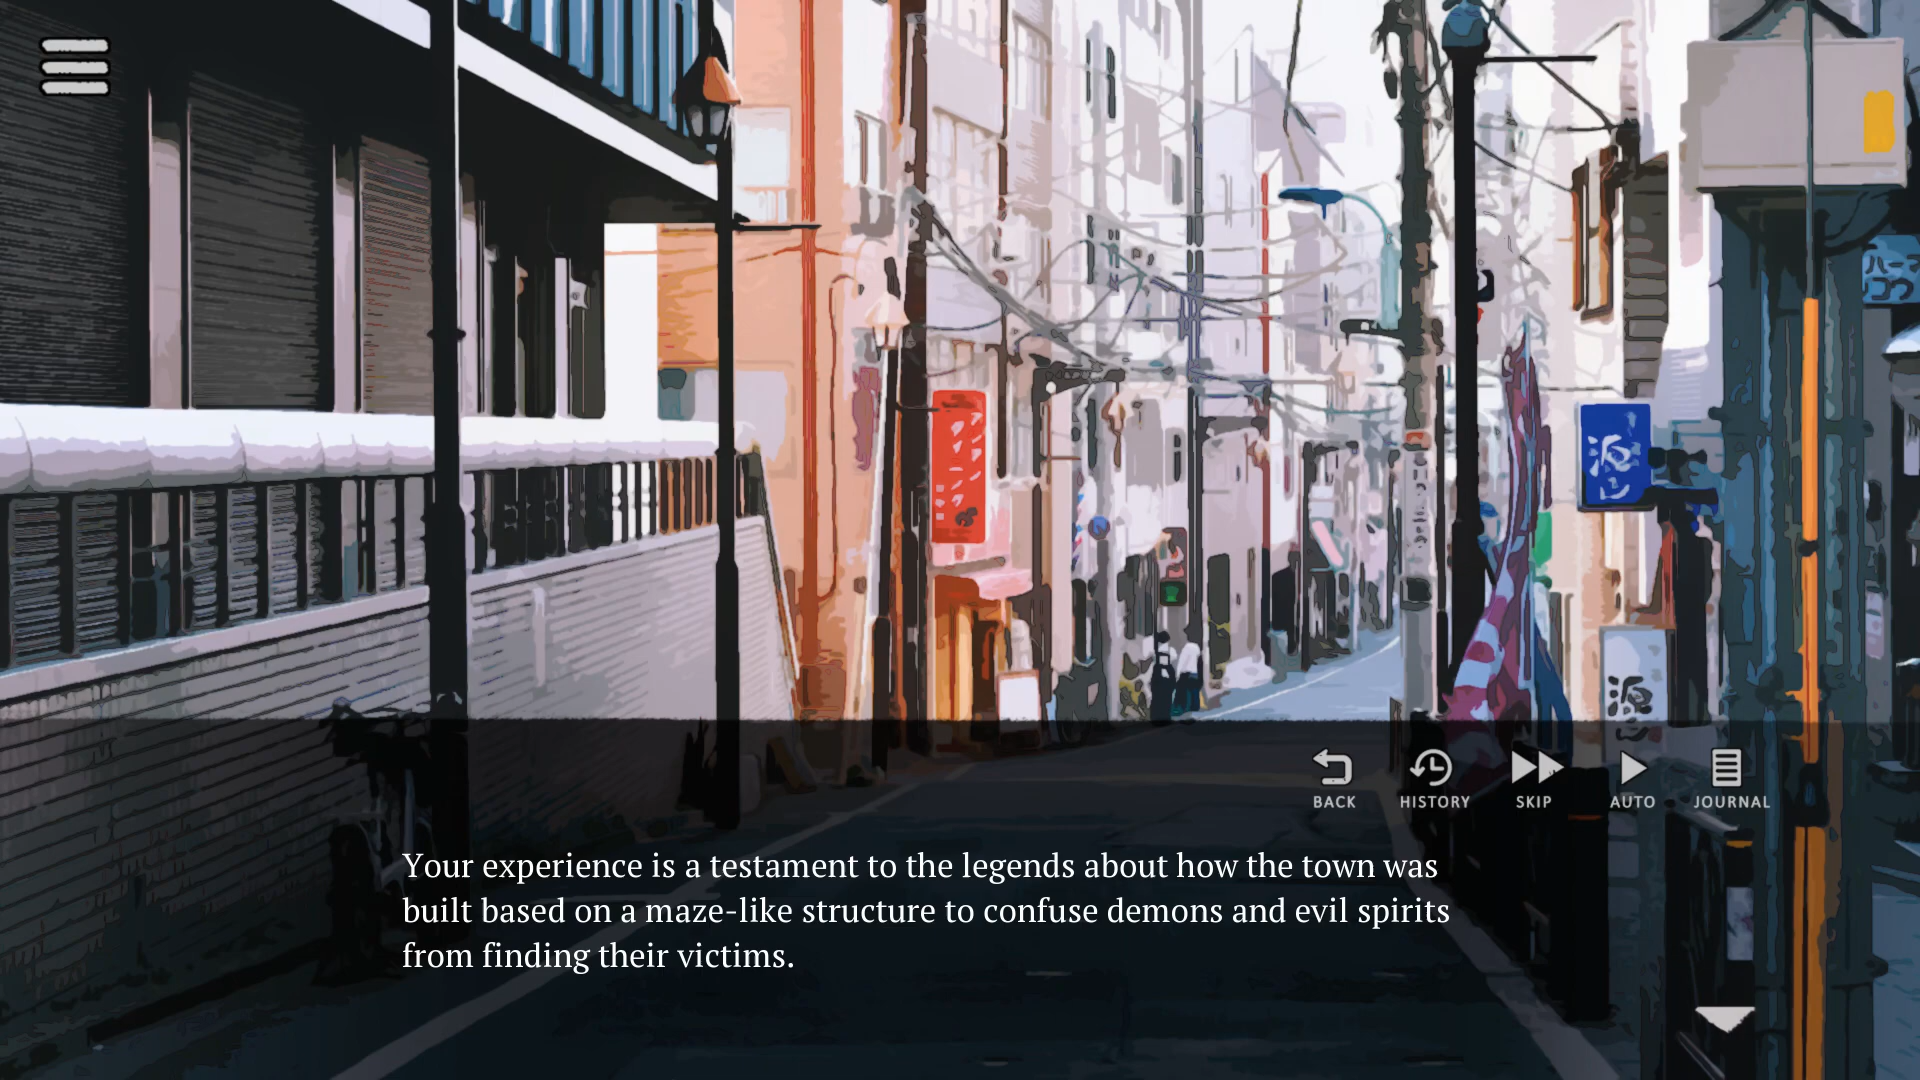 BACK
HISTORY
SKIP
AUTO
JOURNAL
Your experience is a testament to the legends about how the town was
built based on a maze-like structure to confuse demons and evil spirits
from finding their victims.